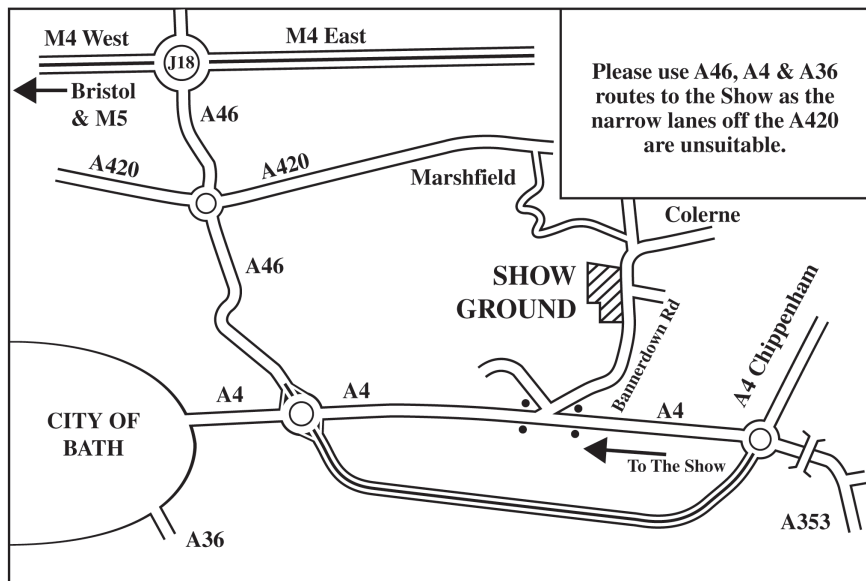 M4 West
M4 East
J18
Bristol
& M5
A46
Please use A46, A4 & A36
routes to the Show as the
narrow lanes off the A420
are unsuitable.
A420
A420
Marshfield
Colerne
A46
SHOW
GROUND
Bannerdown Rd
A4 Chippenham
A4
A4
A4
CITY OF
BATH
To The Show
A353
A36